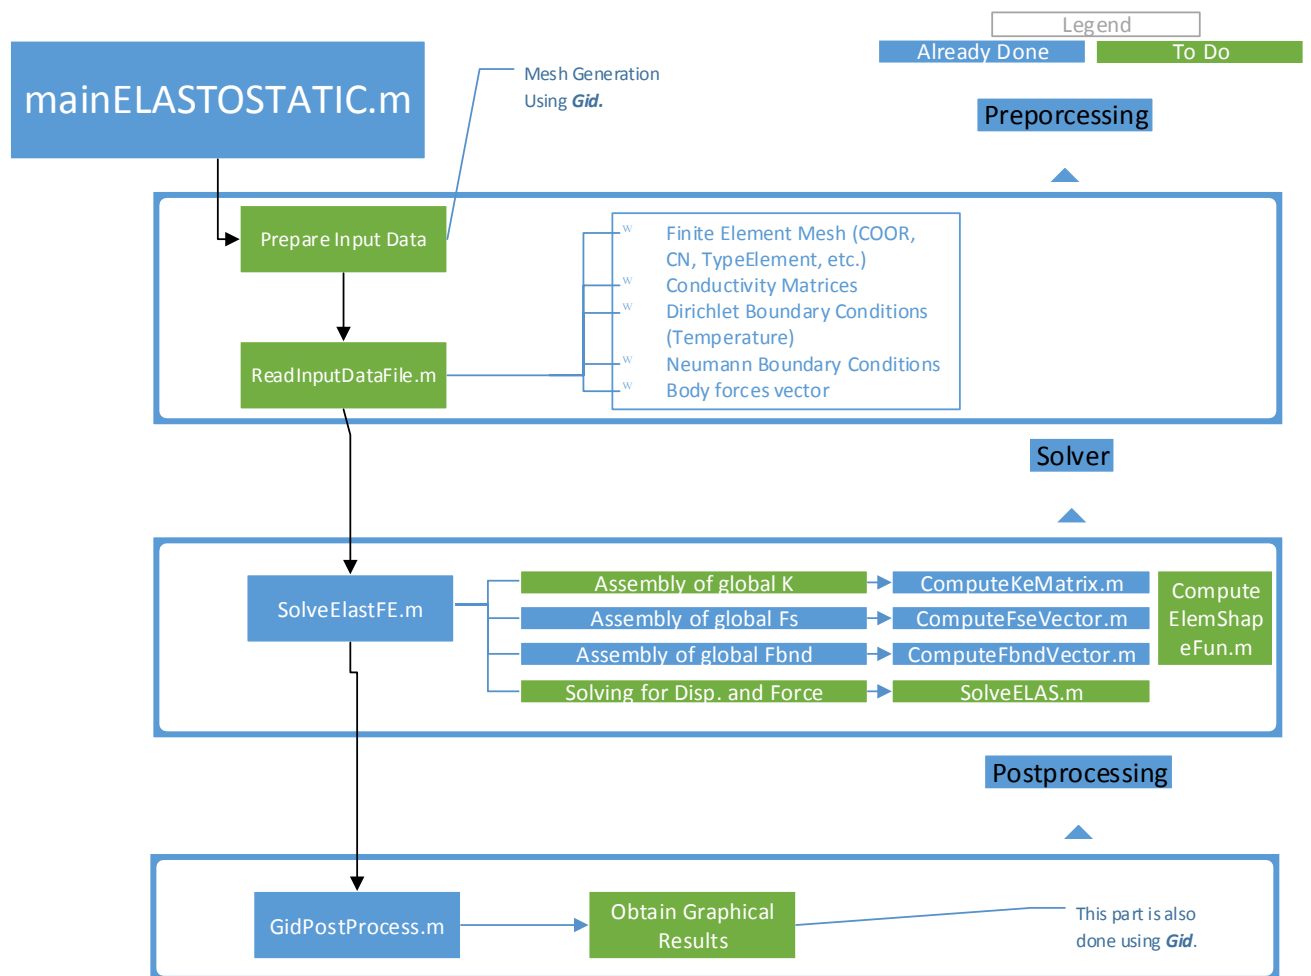 Legend
Already Done
To Do
mainELASTOSTATIC.m
Mesh Generation
Using Gid.
Preporcessing
Prepare Input Data
ReadInputDataFile.m
w Finite Element Mesh (COOR,
CN, TypeElement, etc.)
w Conductivity Matrices
w Dirichlet Boundary Conditions
(Temperature)
w Neumann Boundary Conditions
w Body forces vector
Solver
SolveElastFE.m
Assembly of global K
ComputeKeMatrix.m
Assembly of global Fs
ComputeFseVector.m
Assembly of global Fbnd
ComputeFbndVector.m
Solving for Disp. and Force
SolveELAS.m
Compute
ElemShap
eFun.m
Postprocessing
GidPostProcess.m
Obtain Graphical
Results
This part is also
done using Gid.